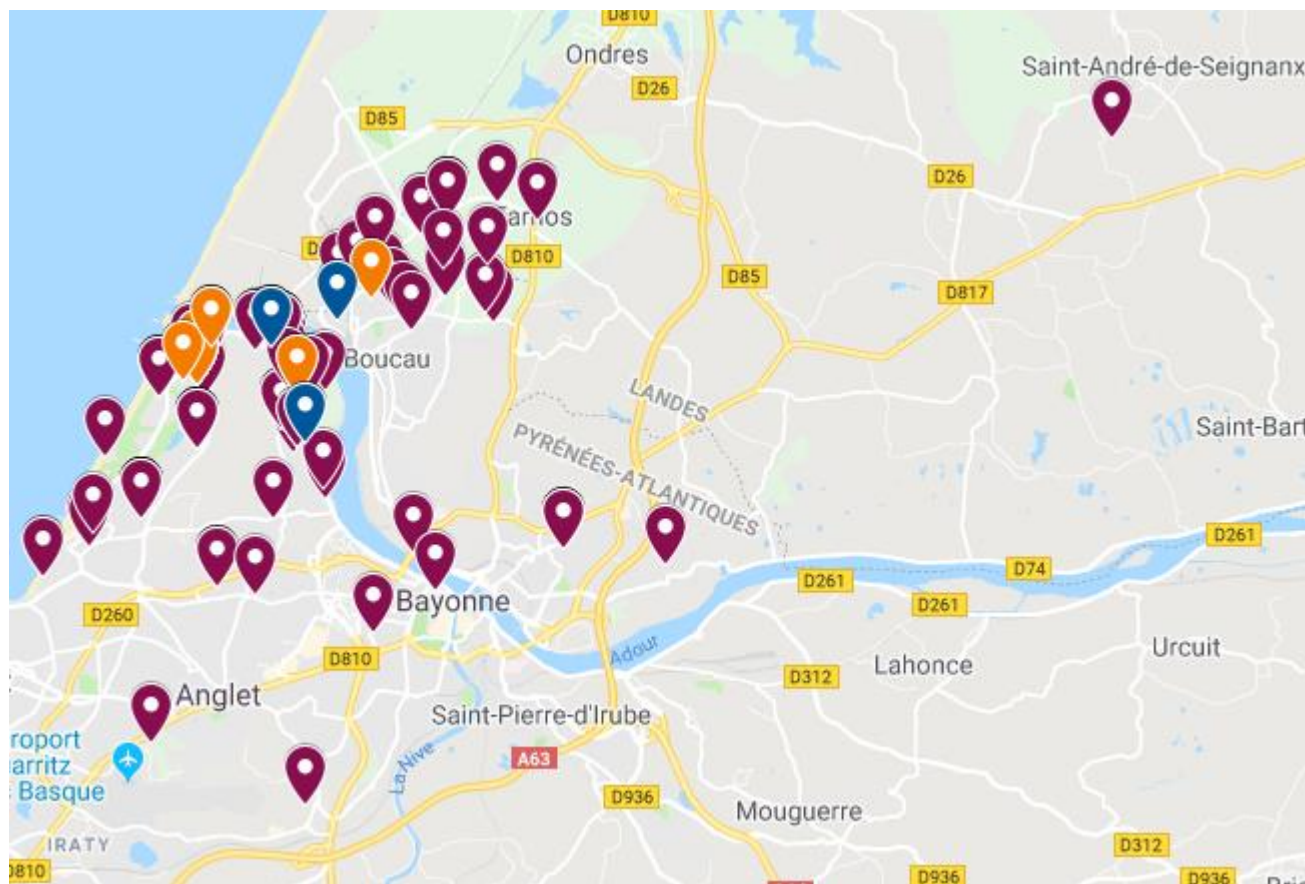 D810
Ondres
Saint-André-de-Seignanx
D26
D85
D26
Tarnos
D
D810
D85
D817
Boucau
LANDES
Saint-Bart
PYRÉNÉES-ATLANTIQUES
D261
D74
D261
D261
D260
Bayonne
D810
Adour
Lahonce
Urcuit
D312
Anglet
Saint-Pierre-d'Irube
A63
La Nive
roport
arritz
Basque
D936
Mouguerre
IRATY
D312
D810
D936
D936